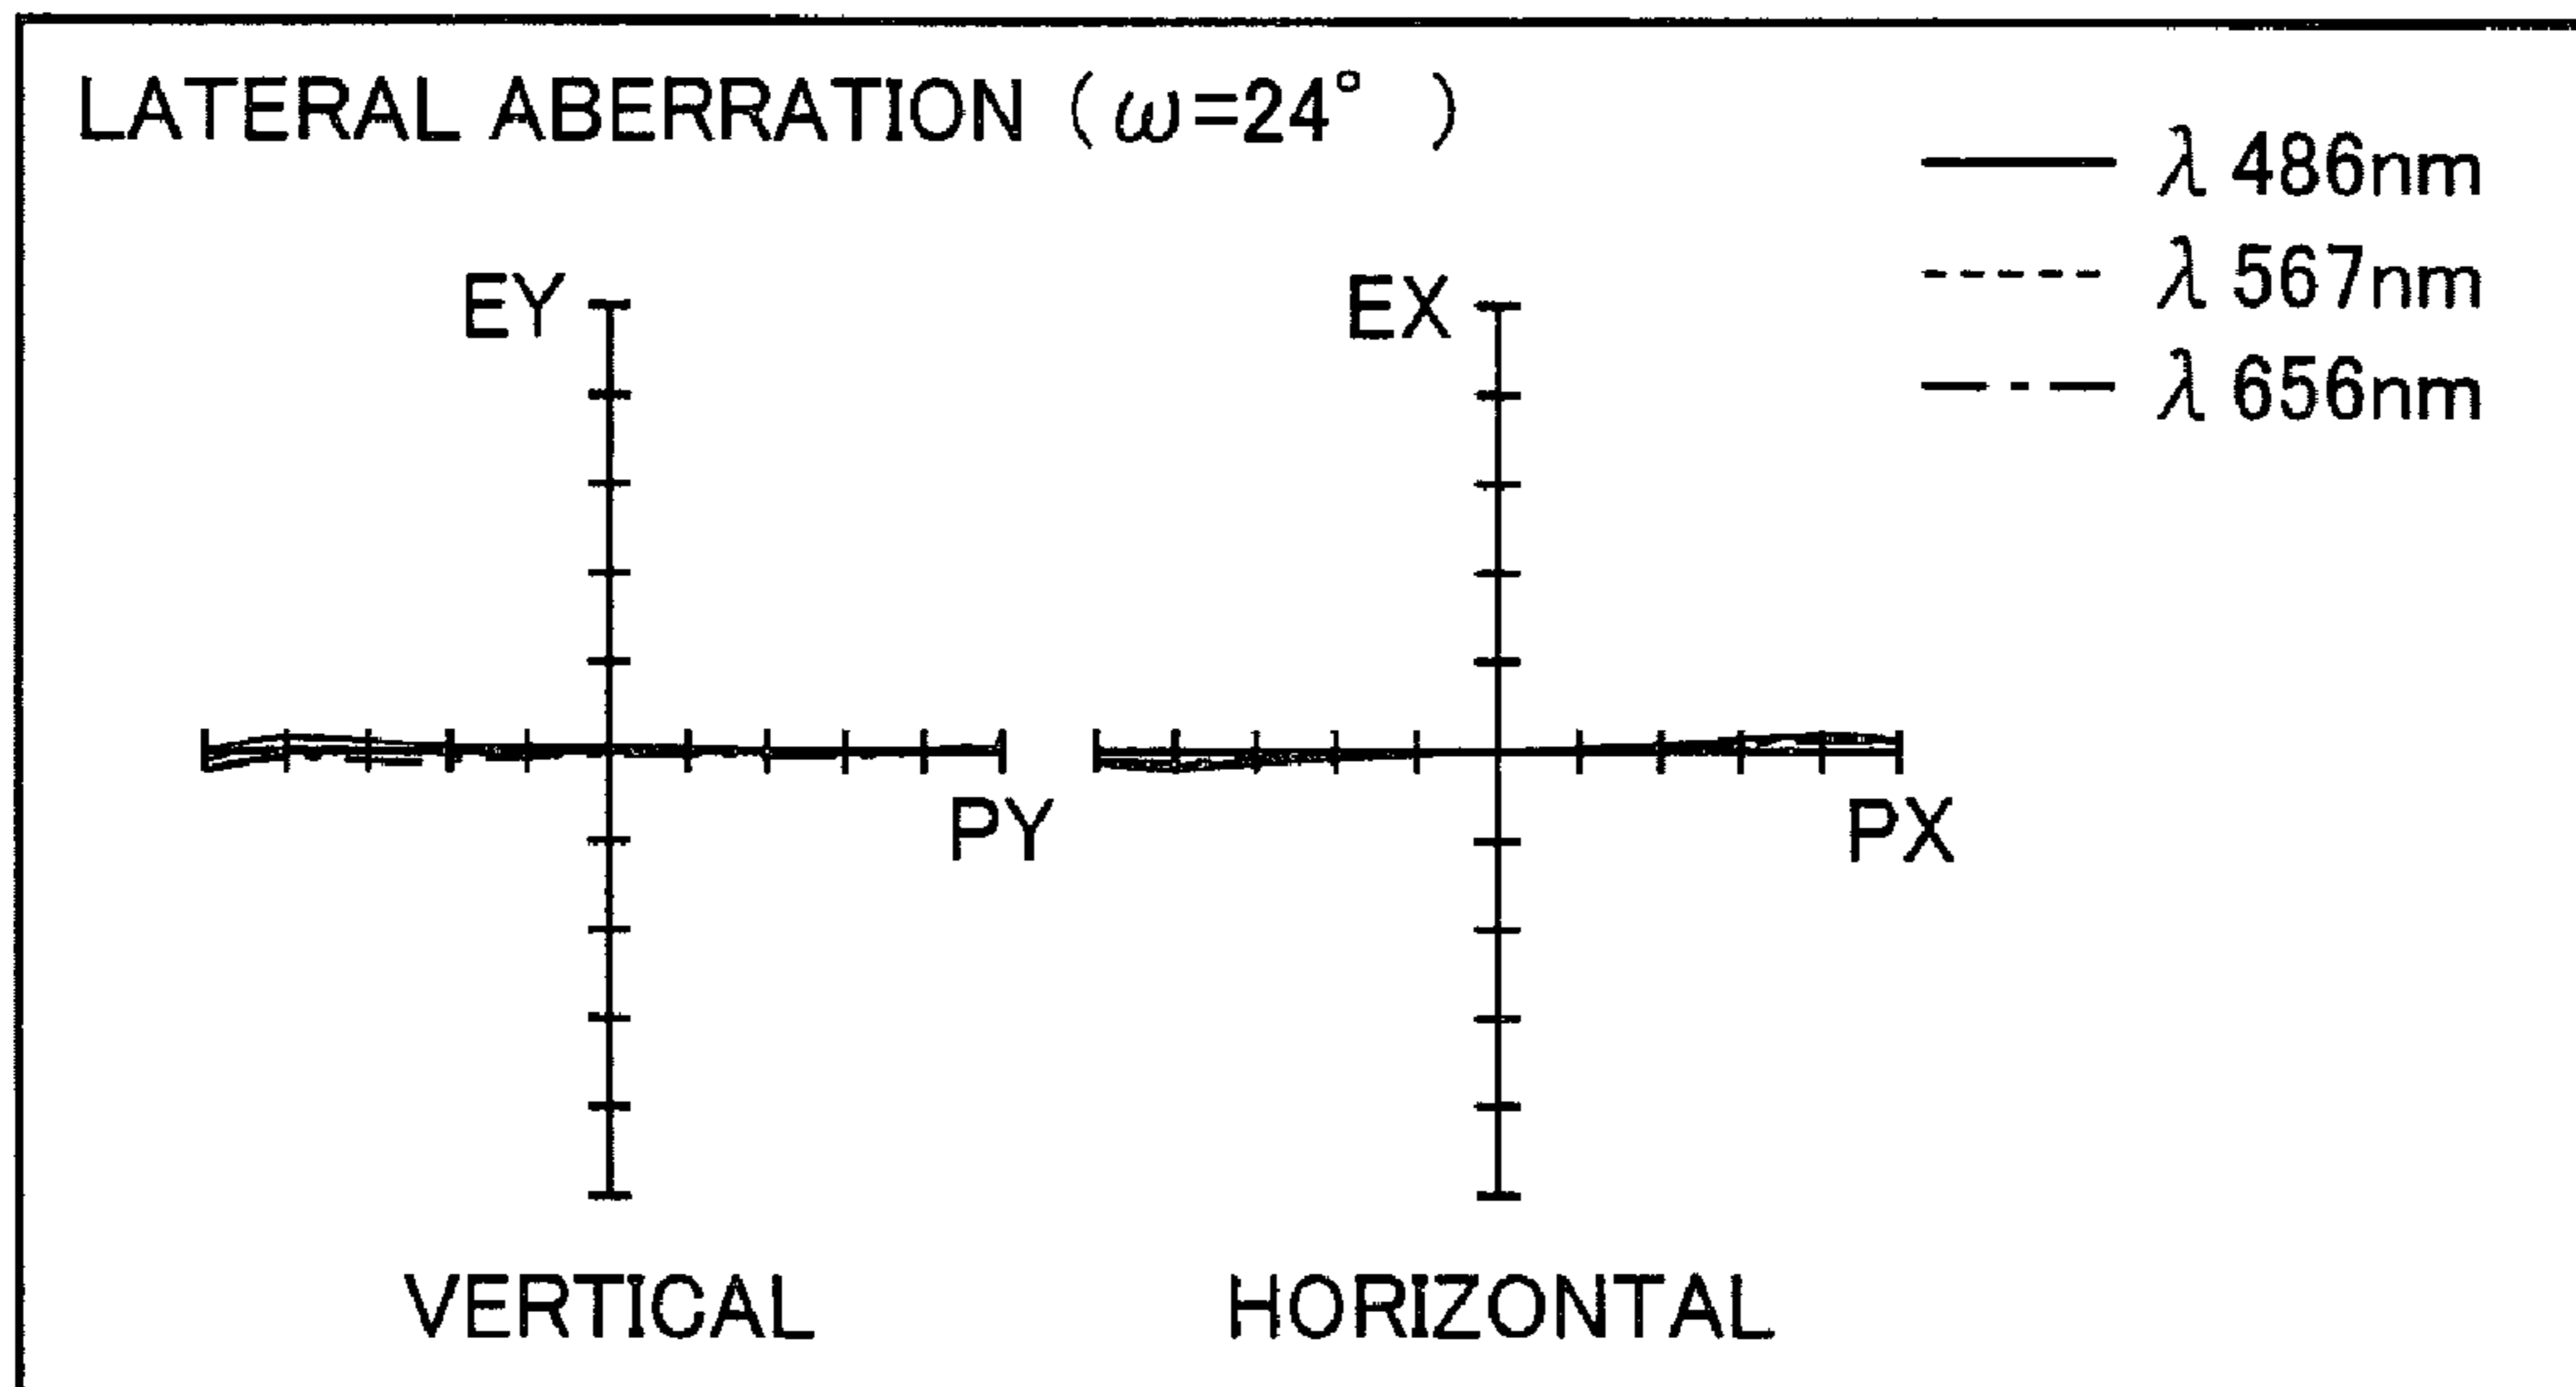 LATERAL ABERRATION (ω=24° )
λ 486nm
λ 567nm
λ 656nm
EY
EX
PY
PX
VERTICAL
HORIZONTAL